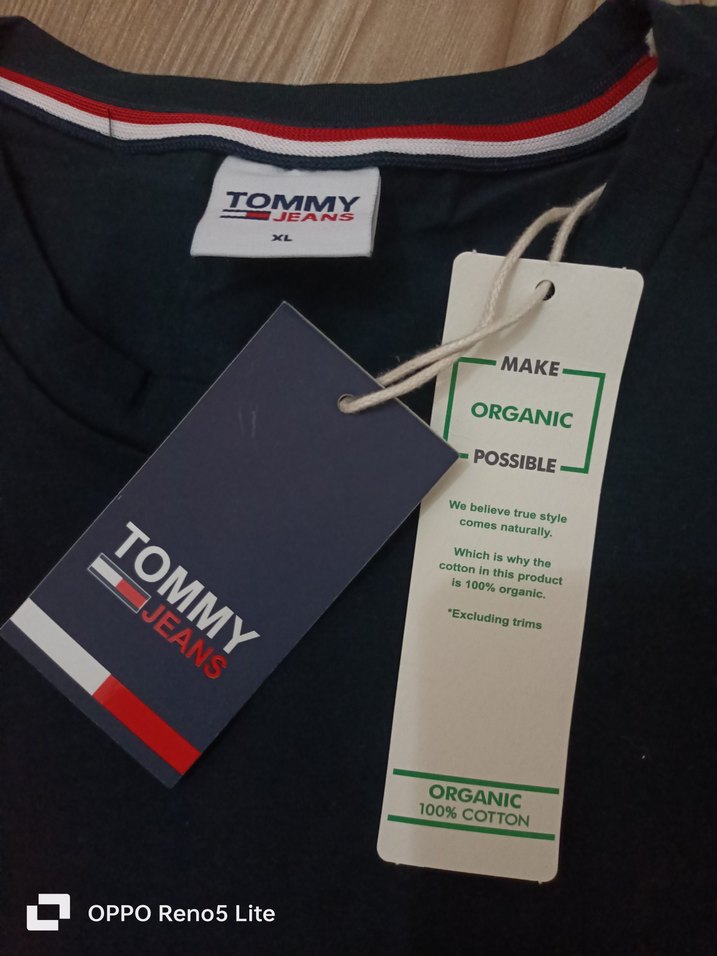 TOMMY
JEANS
XL
TOMMY
JEANS
MAKE
ORGANIC
POSSIBLE
We believe true style
comes naturally.
Which is why the
cotton in this product
is 100% organic.
*Excluding trims
ORGANIC
100% COTTON
OPPO Reno5 Lite